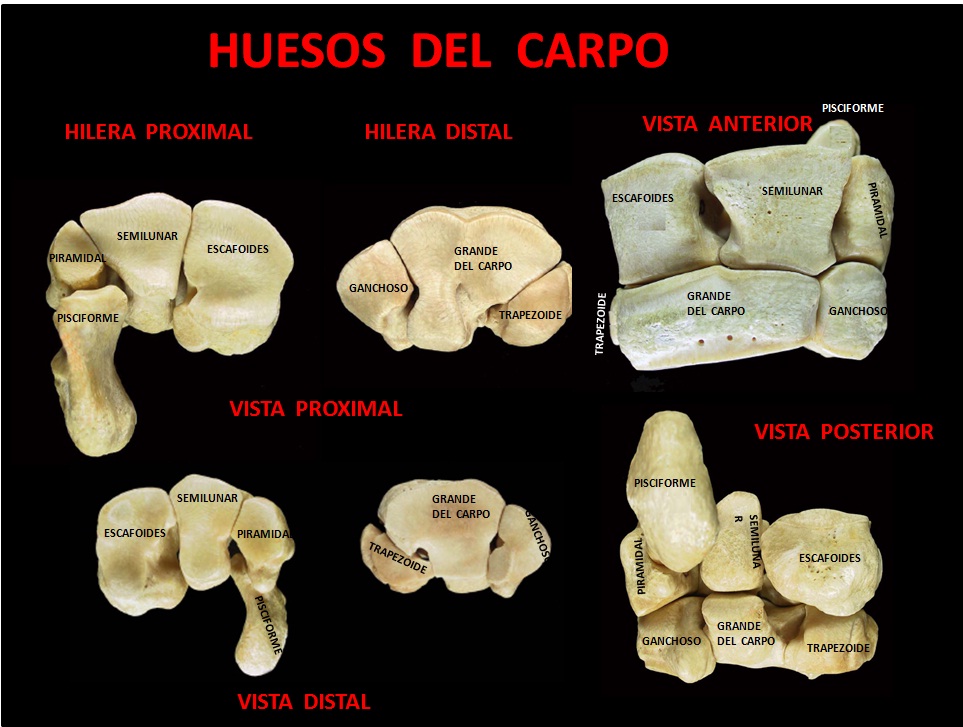 HUESOS DEL CARPO
HILERA PROXIMAL
HILERA DISTAL
VISTA ANTERIOR
PISCIFORME
PIRAMIDAL
SEMILUNAR
ESCAFOIDES
PISCIFORME
GANCHOSO
GRANDE
DEL CARPO
TRAPEZOIDE
ESCAFOIDES
SEMILUNAR
PIRAMIDAL
TRAPEZOIDE
GRANDE
DEL CARPO
GANCHOSO
VISTA PROXIMAL
VISTA POSTERIOR
ESCAFOIDES
SEMILUNAR
PIRAMIDAL
PISCIFORME
GRANDE
DEL CARPO
TRAPEZOIDE
GANCHOS
PISCIFORME
PIRAMIDAL
SEMILUNA
R
ESCAFOIDES
GANCHOSO
GRANDE
DEL CARPO
TRAPEZOIDE
VISTA DISTAL